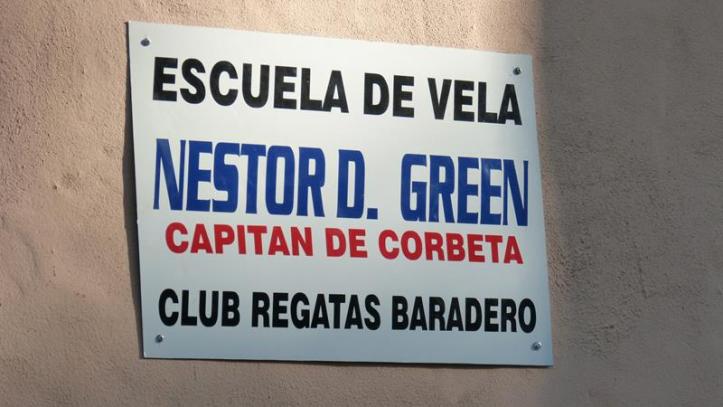 ESCUELA DE VELA
NESTOR D. GREEN
CAPITAN DE CORBETA
CLUB REGATAS BARADERO